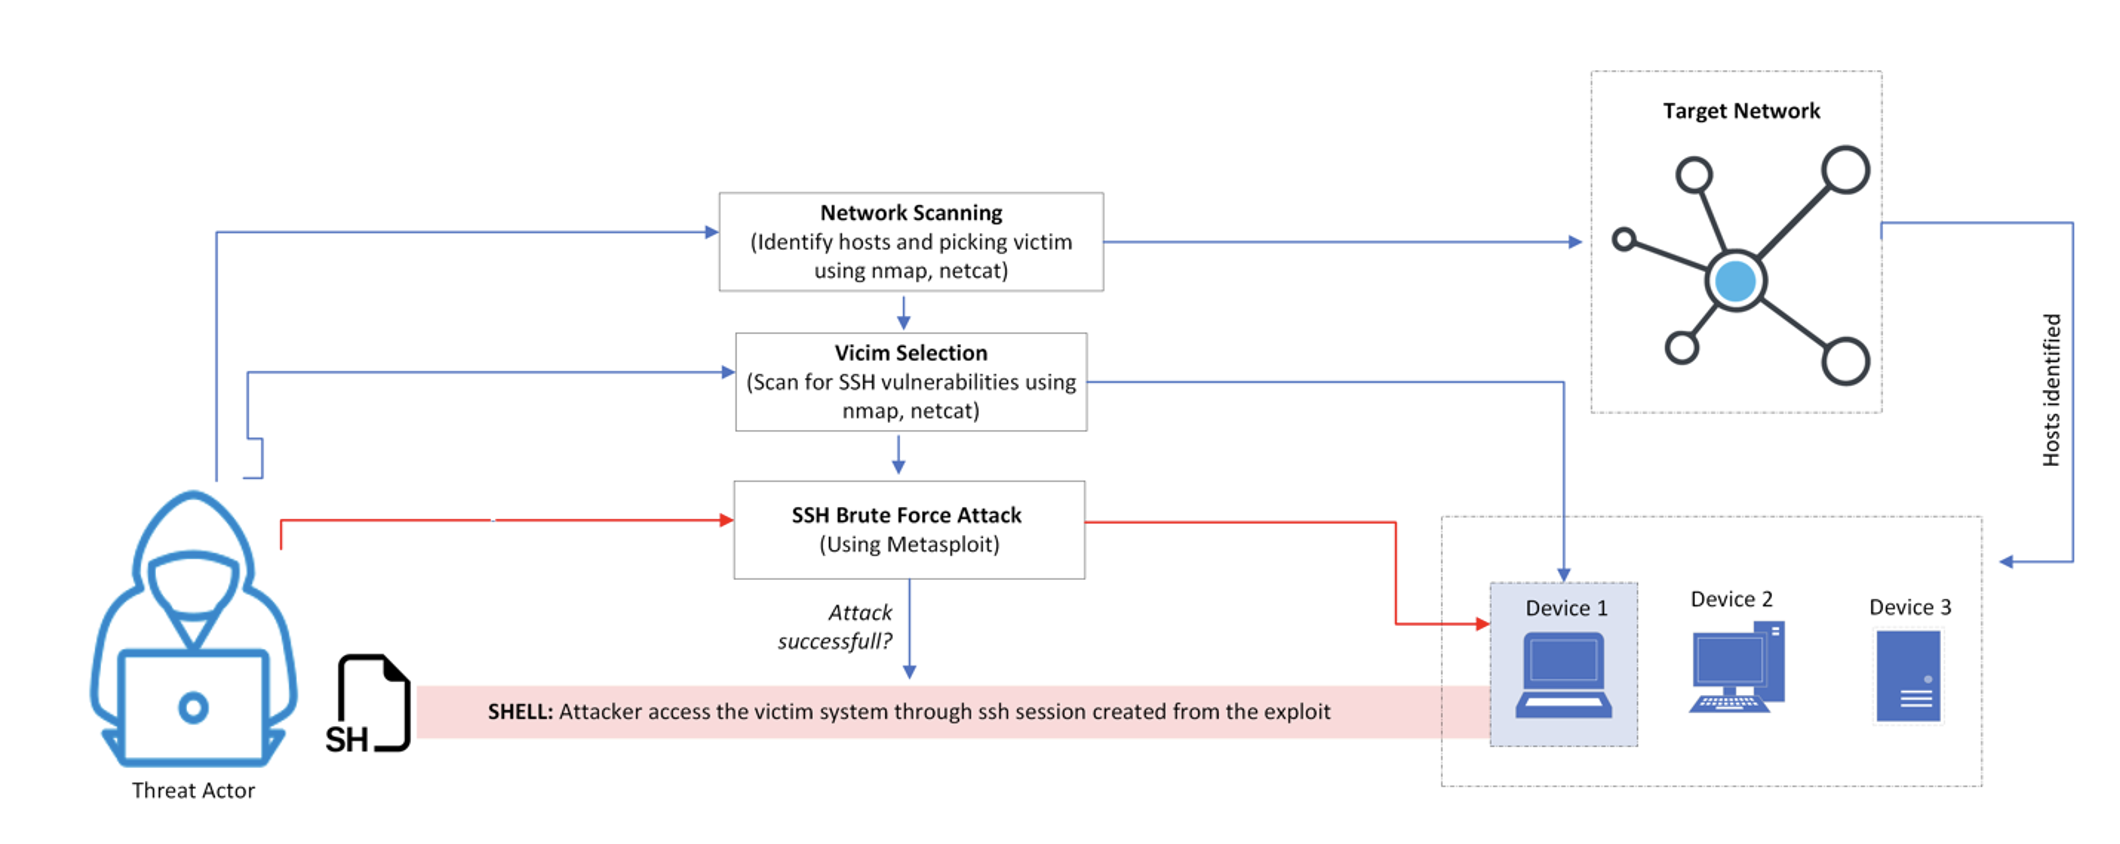 Target Network
Network Scanning
(Identify hosts and picking victim
using nmap, netcat)
Vicim Selection
(Scan for SSH vulnerabilities using
nmap, netcat)
Hosts identified
SSH Brute Force Attack
(Using Metasploit)
Attack
successfull?
Device 1
Device 2
Device 3
SHELL: Attacker access the victim system through ssh session created from the exploit
SH
Threat Actor